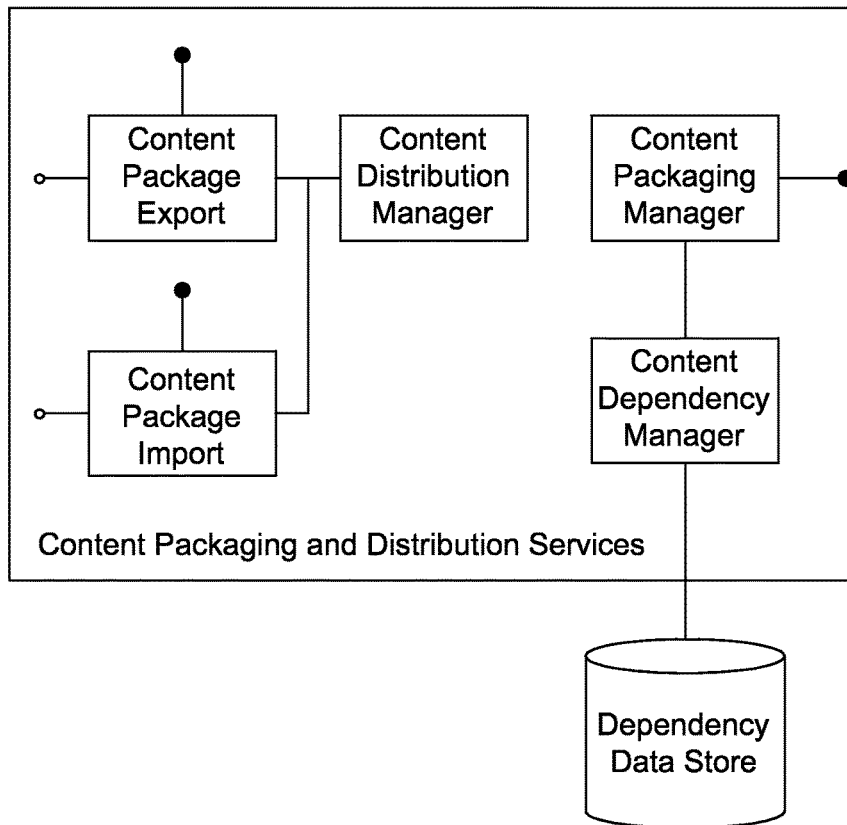 Content
Package
Export
Content
Distribution
Manager
Content
Packaging
Manager
Content
Package
Import
Content
Dependency
Manager
Content Packaging and Distribution Services
Dependency
Data Store